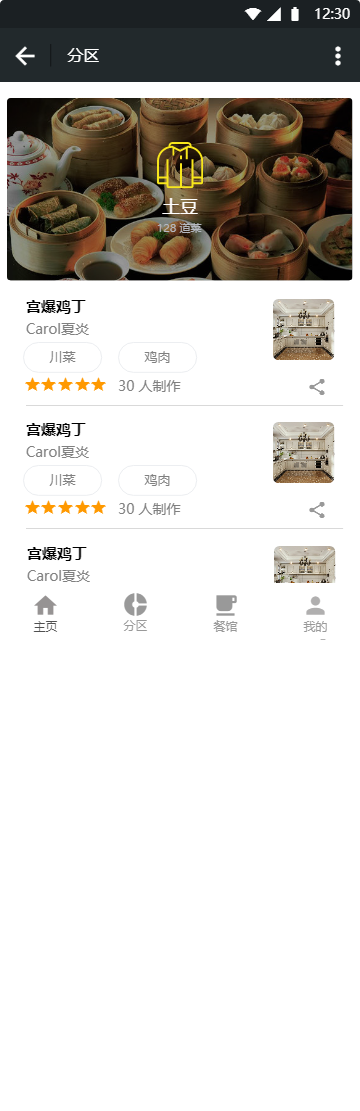 12:30
分区
土豆
128 道菜
宫爆鸡丁
Carol夏炎
川菜 鸡肉
30 人制作
宫爆鸡丁
Carol夏炎
川菜 鸡肉
30 人制作
宫爆鸡丁
Carol夏炎
主页 分区 餐馆 我的